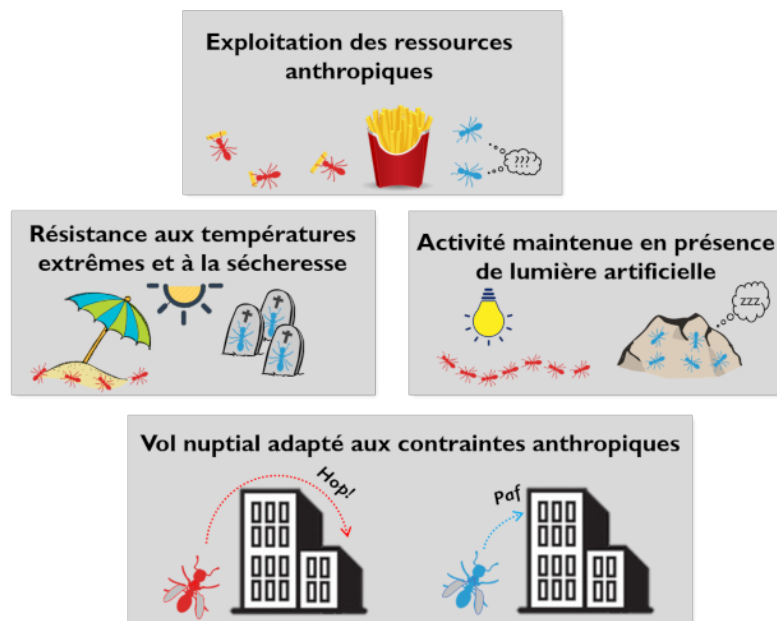 Exploitation des ressources
anthropiques
???
Résistance aux températures
extrêmes et à la sécheresse
Activité maintenue en présence
de lumière artificielle
zzz
Vol nuptial adapté aux contraintes anthropiques
Hop!
Paf